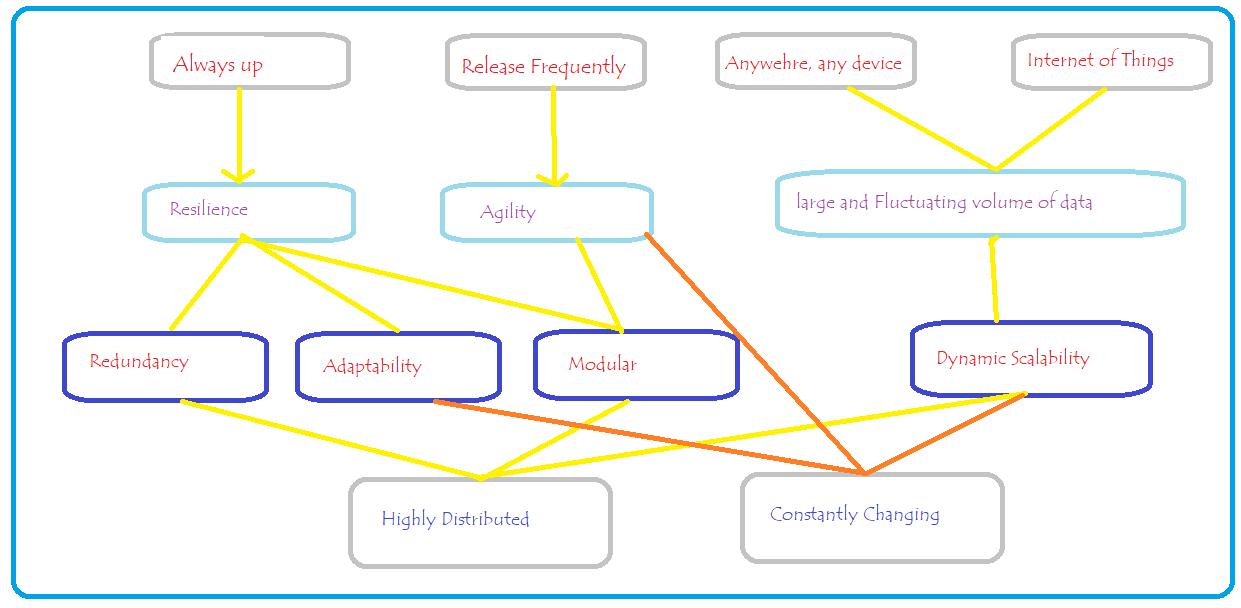 Always up
Release Frequently
Anywehre, any device
Internet of Things
Resilience
Agility
large and Fluctuating volume of data
Redundancy
Adaptability
Modular
Dynamic Scalability
Highly Distributed
Constantly Changing